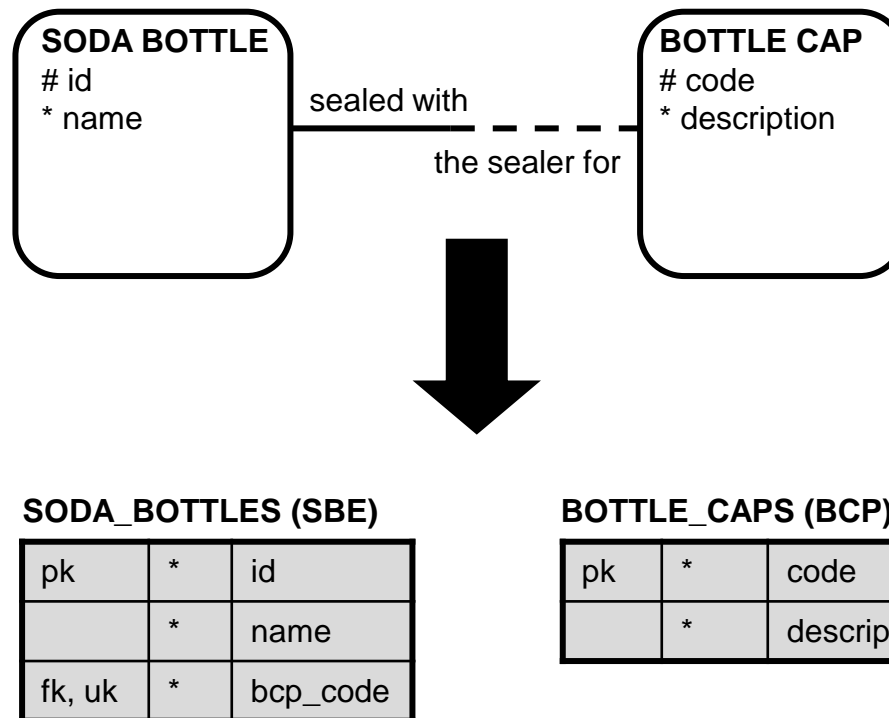 SODA BOTTLE
# id
* name
sealed with
the sealer for
BOTTLE CAP
# code
* description
SODA_BOTTLES (SBE)
pk * id
* name
fk, uk * bcp_code
BOTTLE_CAPS (BCP)
pk * code
* descrip